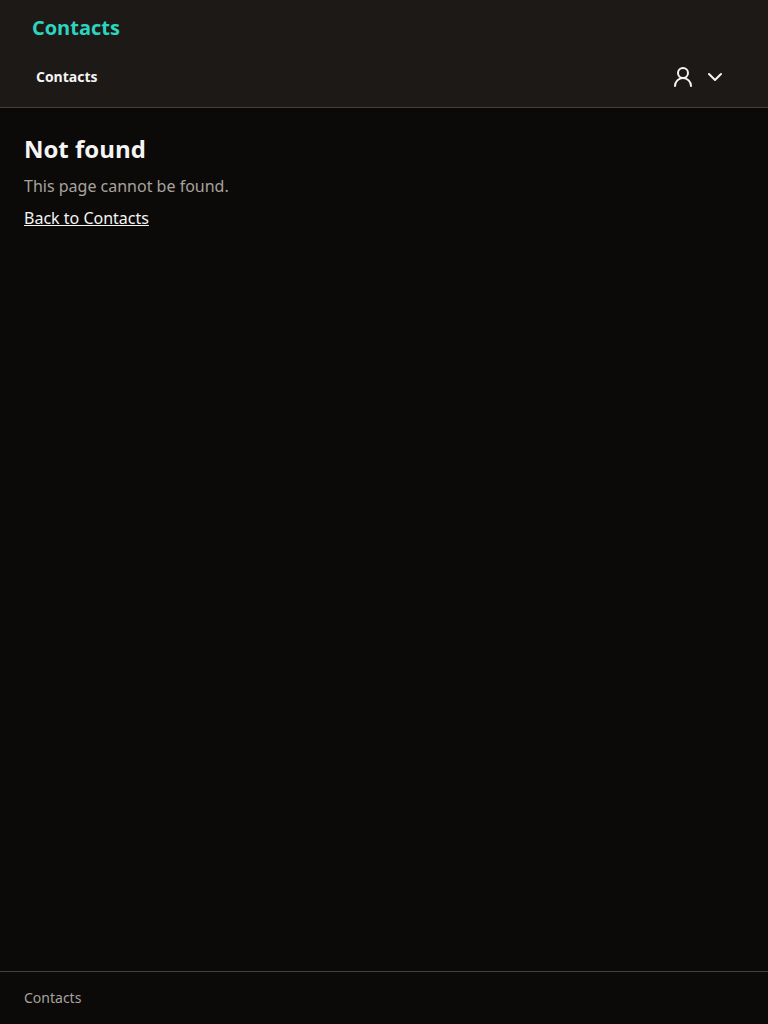 Contacts
Contacts
Not found
This page cannot be found.
Back to Contacts
Contacts